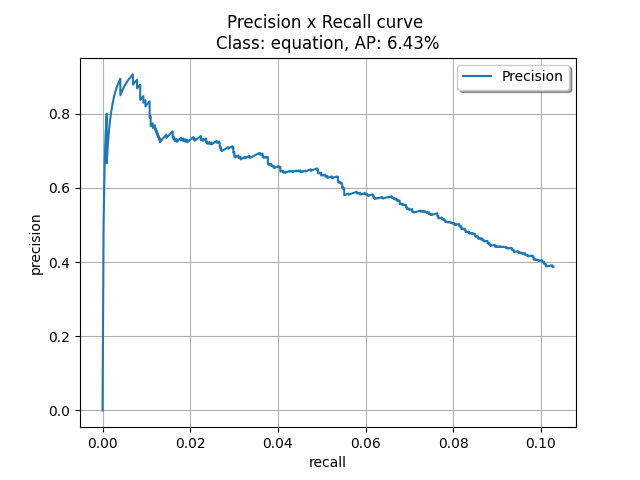 Precision x Recall curve
Class: equation, AP: 6.43%
Precision
0.8
0.6
0.4
0.2
0.0
precision
0.00 0.02 0.04 0.06 0.08 0.10
recall